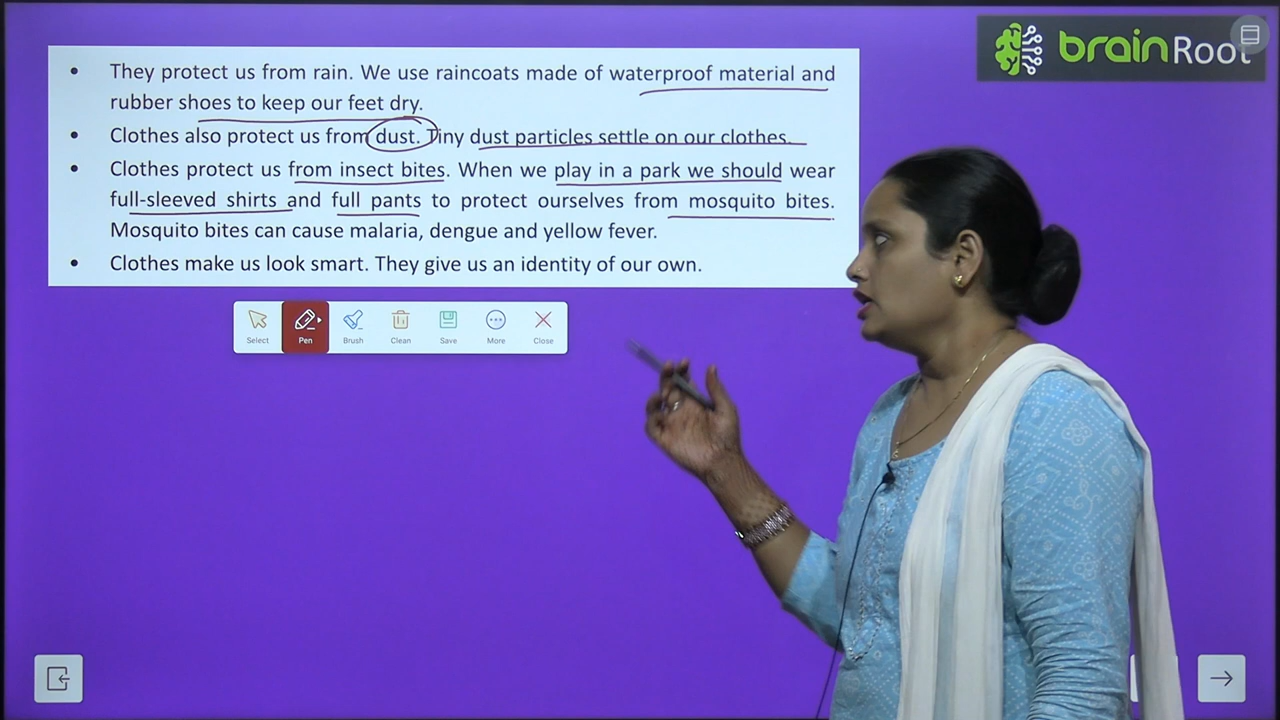 brainRoot
• They protect us from rain. We use raincoats made of waterproof material and
rubber shoes to keep our feet dry.
• Clothes also protect us from dust. Tiny dust particles settle on our clothes.
• Clothes protect us from insect bites. When we play in a park we should wear
full-sleeved shirts and full pants to protect ourselves from mosquito bites.
Mosquito bites can cause malaria, dengue and yellow fever.
• Clothes make us look smart. They give us an identity of our own.
Select Pen Brush Clean Save More Close